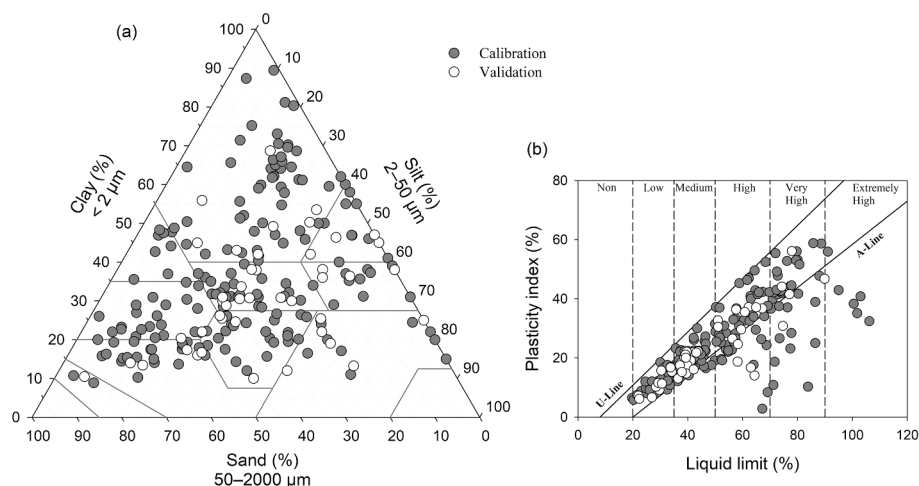 (a)
Calibration
Validation
Clay (%)
< 2 µm
Silt (%)
2–50 µm
Sand (%)
50–2000 µm
0
10
20
30
40
50
60
70
80
90
100
0
10
20
30
40
50
60
70
80
90
100
100
90
80
70
60
50
40
30
20
10
0
(b)
Non
Low
Medium
High
Very
High
Extremely
High
U-Line
A-Line
Plasticity index (%)
80
60
40
20
0
0
20
40
60
80
100
120
Liquid limit (%)